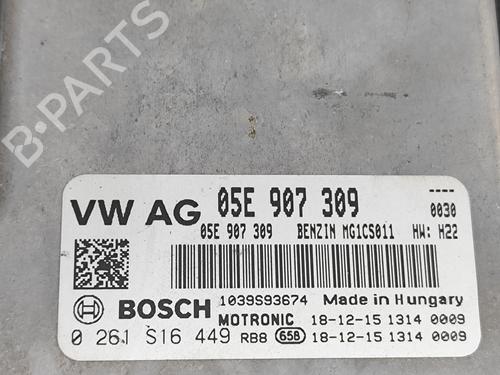 B-PARTS
VW AG 05E 907 309 ----
05E 907 309 BENZIN MG1CS011 HW: H22 0030
BOSCH 1039S93674 Made in Hungary
MOTRONIC 18-12-15 1314 0009
0 261 S16 449 RB8 658 18-12-15 1314 0009